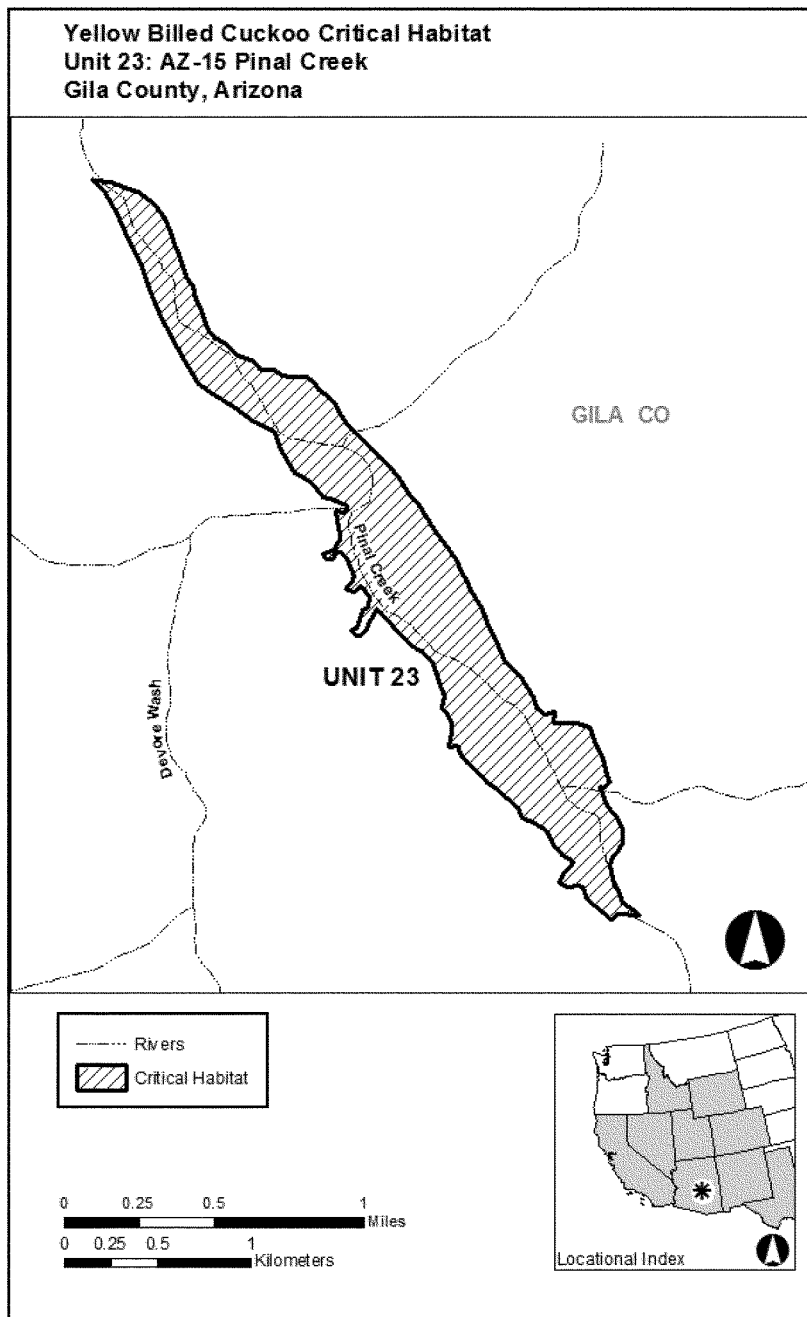 Yellow Billed Cuckoo Critical Habitat
Unit 23: AZ-15 Pinal Creek
Gila County, Arizona
GILA CO
Pinal Creek
UNIT 23
Devore Wash
Rivers
Critical Habitat
0 0.25 0.5 1
Miles
0 0.25 0.5 1
Kilometers
Locational Index